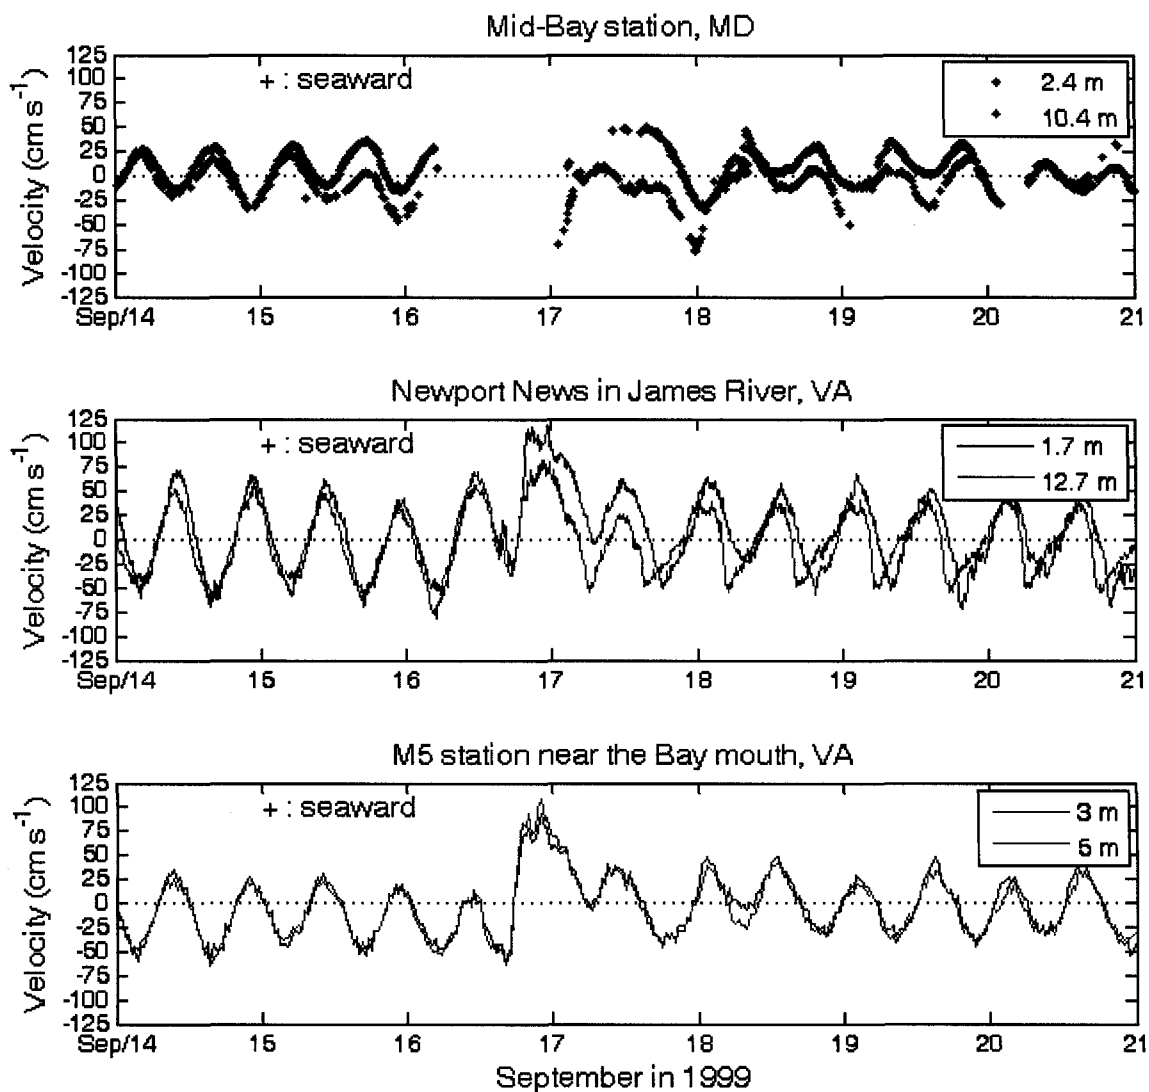 Mid-Bay station, MD
+ : seaward
2.4 m
10.4 m
Velocity (cm s-1)
125
100
75
50
25
0
-25
-50
-75
-100
-125
Sep/14 15 16 17 18 19 20 21
Newport News in James River, VA
+ : seaward
1.7 m
12.7 m
Velocity (cm s-1)
125
100
75
50
25
0
-25
-50
-75
-100
-125
Sep/14 15 16 17 18 19 20 21
M5 station near the Bay mouth, VA
+ : seaward
3 m
5 m
Velocity (cm s-1)
125
100
75
50
25
0
-25
-50
-75
-100
-125
Sep/14 15 16 17 18 19 20 21
September in 1999